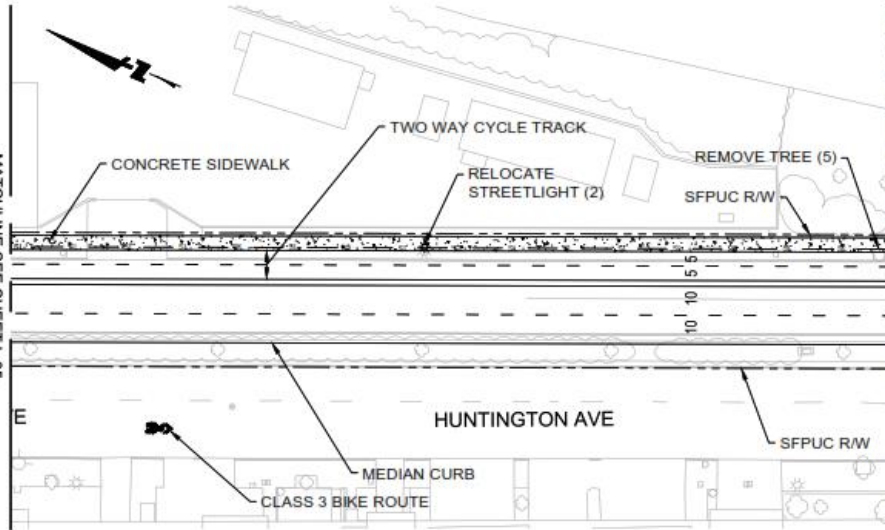 TWO WAY CYCLE TRACK
CONCRETE SIDEWALK
RELOCATE
STREETLIGHT (2)
REMOVE TREE (5)
SFPUC R/W
5
5
10
10
HUNTINGTON AVE
SFPUC R/W
MEDIAN CURB
CLASS 3 BIKE ROUTE